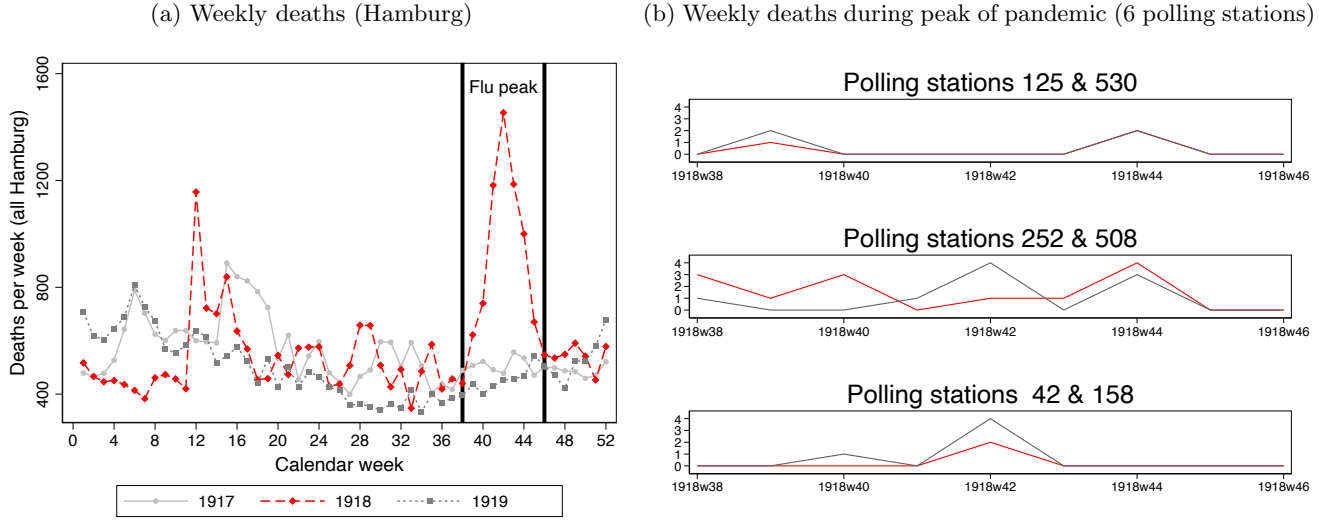 (a) Weekly deaths (Hamburg)
Deaths per week (all Hamburg)
1600
1200
800
400
Flu peak
0 4 8 12 16 20 24 28 32 36 40 44 48 52
Calendar week
1917 1918 1919
(b) Weekly deaths during peak of pandemic (6 polling stations)
Polling stations 125 & 530
4
3
2
1
0
1918w38 1918w40 1918w42 1918w44 1918w46
Polling stations 252 & 508
4
3
2
1
0
1918w38 1918w40 1918w42 1918w44 1918w46
Polling stations 42 & 158
4
3
2
1
0
1918w38 1918w40 1918w42 1918w44 1918w46